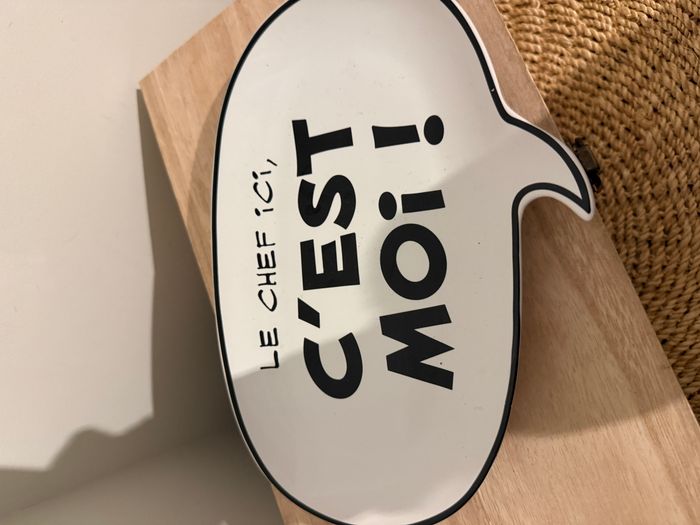 LE CHEF iCi,
C'EST
MOi !